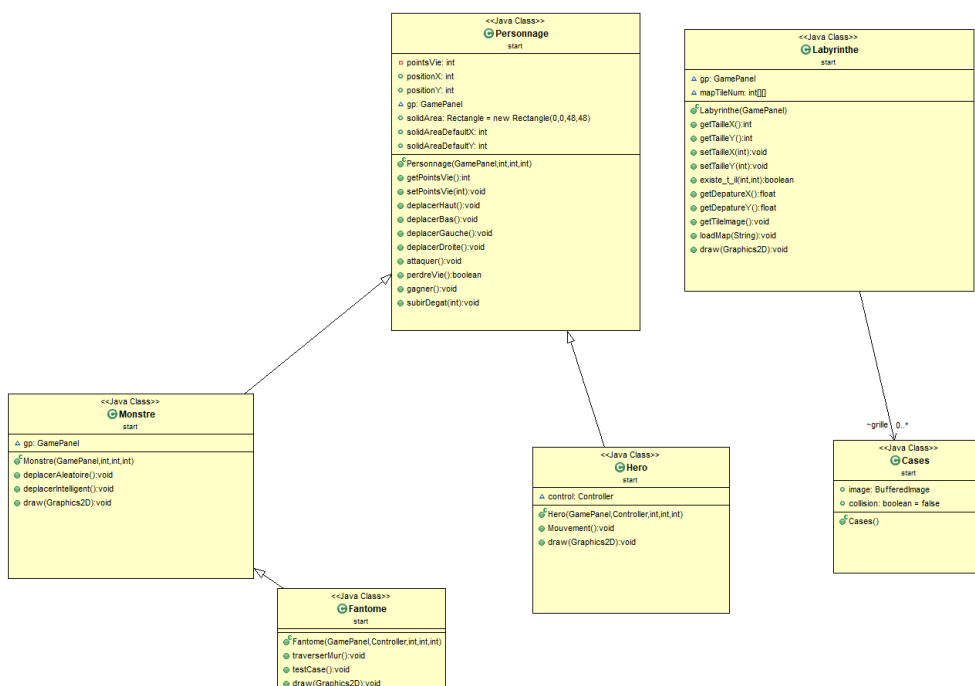 <<Java Class>>
Personnage
start
pointsVie: int
positionX: int
positionY: int
gp: GamePanel
solidArea: Rectangle = new Rectangle(0,0,48,48)
solidAreaDefaultX: int
solidAreaDefaultY: int
Personnage(GamePanel,int,int,int)
getPointsVie():int
setPointsVie(int):void
deplacerHaut():void
deplacerBas():void
deplacerGauche():void
deplacerDroite():void
attaquer():void
perdreVie():boolean
gagner():void
subirDegat(int):void
<<Java Class>>
Labyrinthe
start
gp: GamePanel
mapTileNum: int[][]
Labyrinthe(GamePanel)
getTailleX():int
getTailleY():int
setTailleX(int):void
setTailleY(int):void
existe_t_il(int,int):boolean
getDepatureX():float
getDepatureY():float
getTileImage():void
loadMap(String):void
draw(Graphics2D):void
<<Java Class>>
Monstre
start
gp: GamePanel
Monstre(GamePanel,int,int,int)
deplacerAleatoire():void
deplacerIntelligent():void
draw(Graphics2D):void
<<Java Class>>
Hero
start
control: Controller
Hero(GamePanel,Controller,int,int,int)
Mouvement():void
draw(Graphics2D):void
~grille 0..*
<<Java Class>>
Cases
start
image: BufferedImage
collision: boolean = false
Cases()
<<Java Class>>
Fantome
start
Fantome(GamePanel,Controller,int,int,int)
traverserMur():void
testCase():void
draw(Graphics2D):void